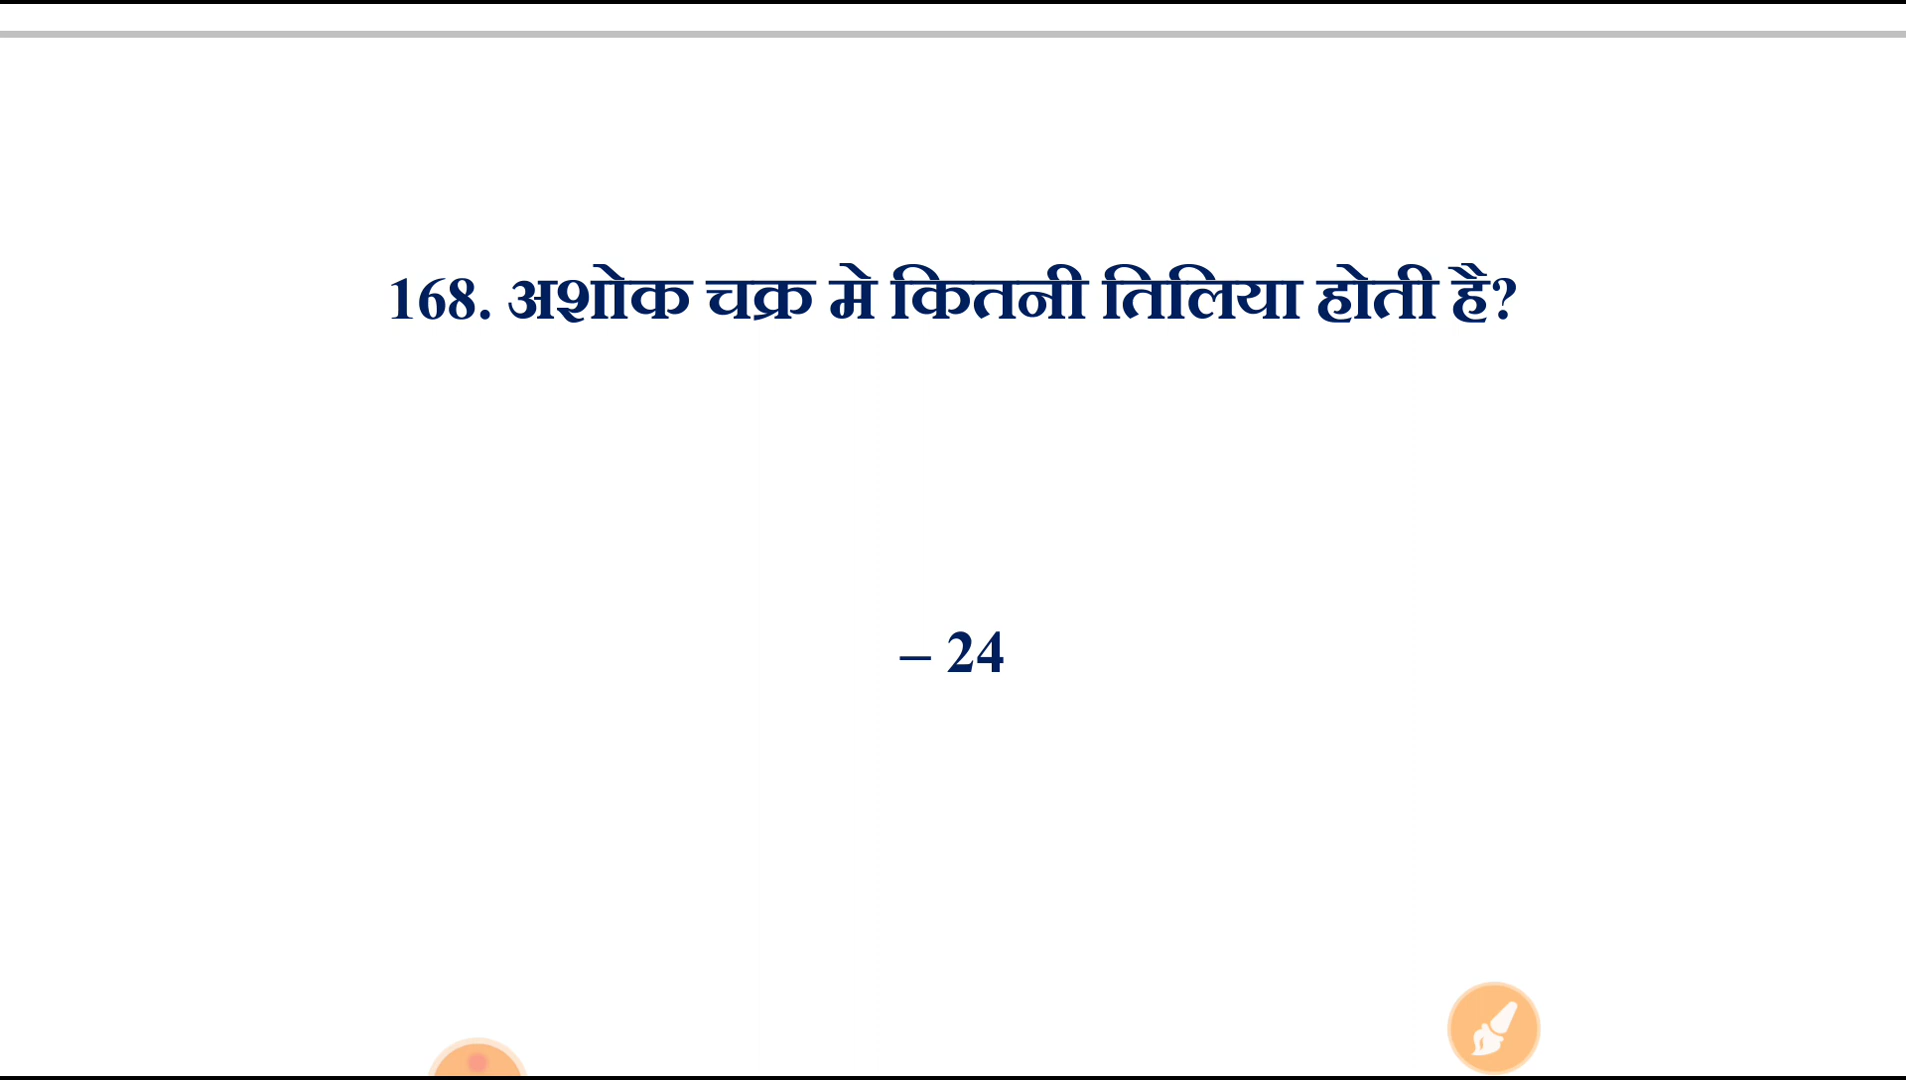 168. अशोक चक्र मे कितनी तिलिया होती है?
– 24